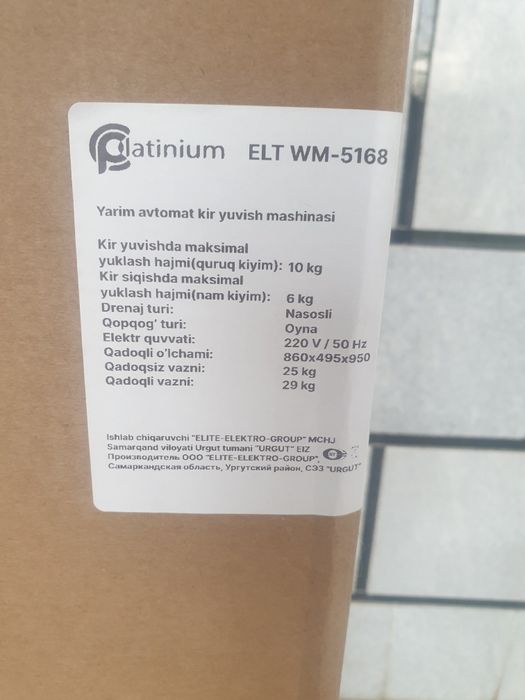 Platinium ELT WM-5168
Yarim avtomat kir yuvish mashinasi
Kir yuvishda maksimal
yuklash hajmi(quruq kiyim): 10 kg
Kir siqishda maksimal
yuklash hajmi(nam kiyim): 6 kg
Drenaj turi: Nasosli
Qopqog' turi: Oyna
Elektr quvvati: 220 V / 50 Hz
Qadoqli o'lchami: 860x495x950
Qadoqsiz vazni: 25 kg
Qadoqli vazni: 29 kg
Ishlab chiqaruvchi "ELITE-ELEKTRO-GROUP" MCHJ
Samarqand viloyati Urgut tumani "URGUT" EIZ
Производитель ООО "ELITE-ELEKTRO-GROUP",
Самаркандская область, Ургутский район, СЭЗ "URGUT"